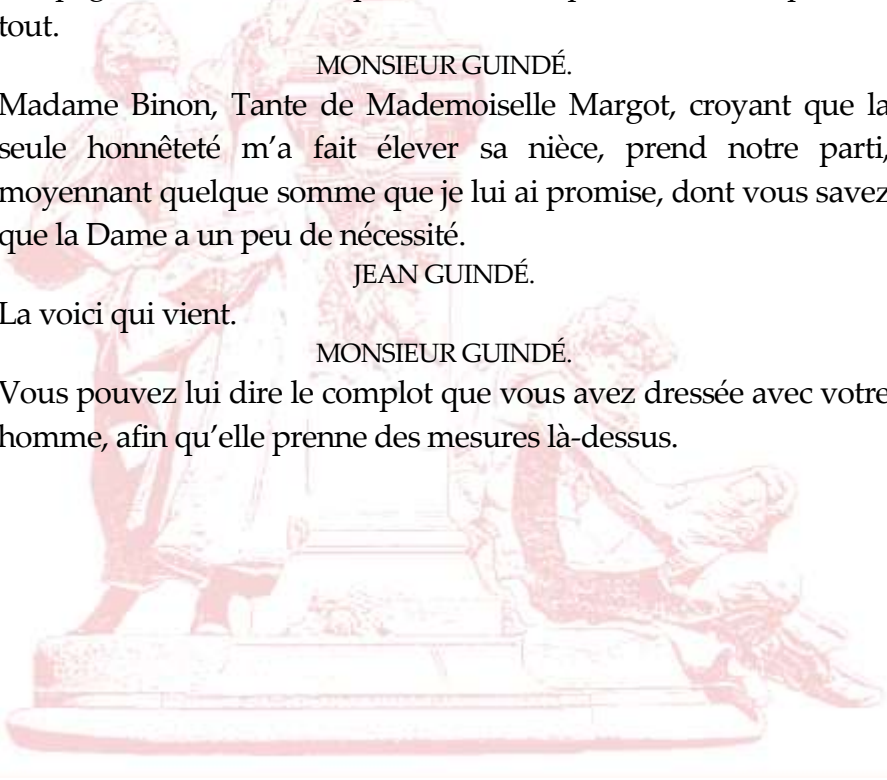 tout.
MONSIEUR GUINDÉ.
Madame Binon, Tante de Mademoiselle Margot, croyant que la
seule honnêteté m’a fait élever sa nièce, prend notre parti,
moyennant quelque somme que je lui ai promise, dont vous savez
que la Dame a un peu de nécessité.
JEAN GUINDÉ.
La voici qui vient.
MONSIEUR GUINDÉ.
Vous pouvez lui dire le complot que vous avez dressée avec votre
homme, afin qu’elle prenne des mesures là-dessus.